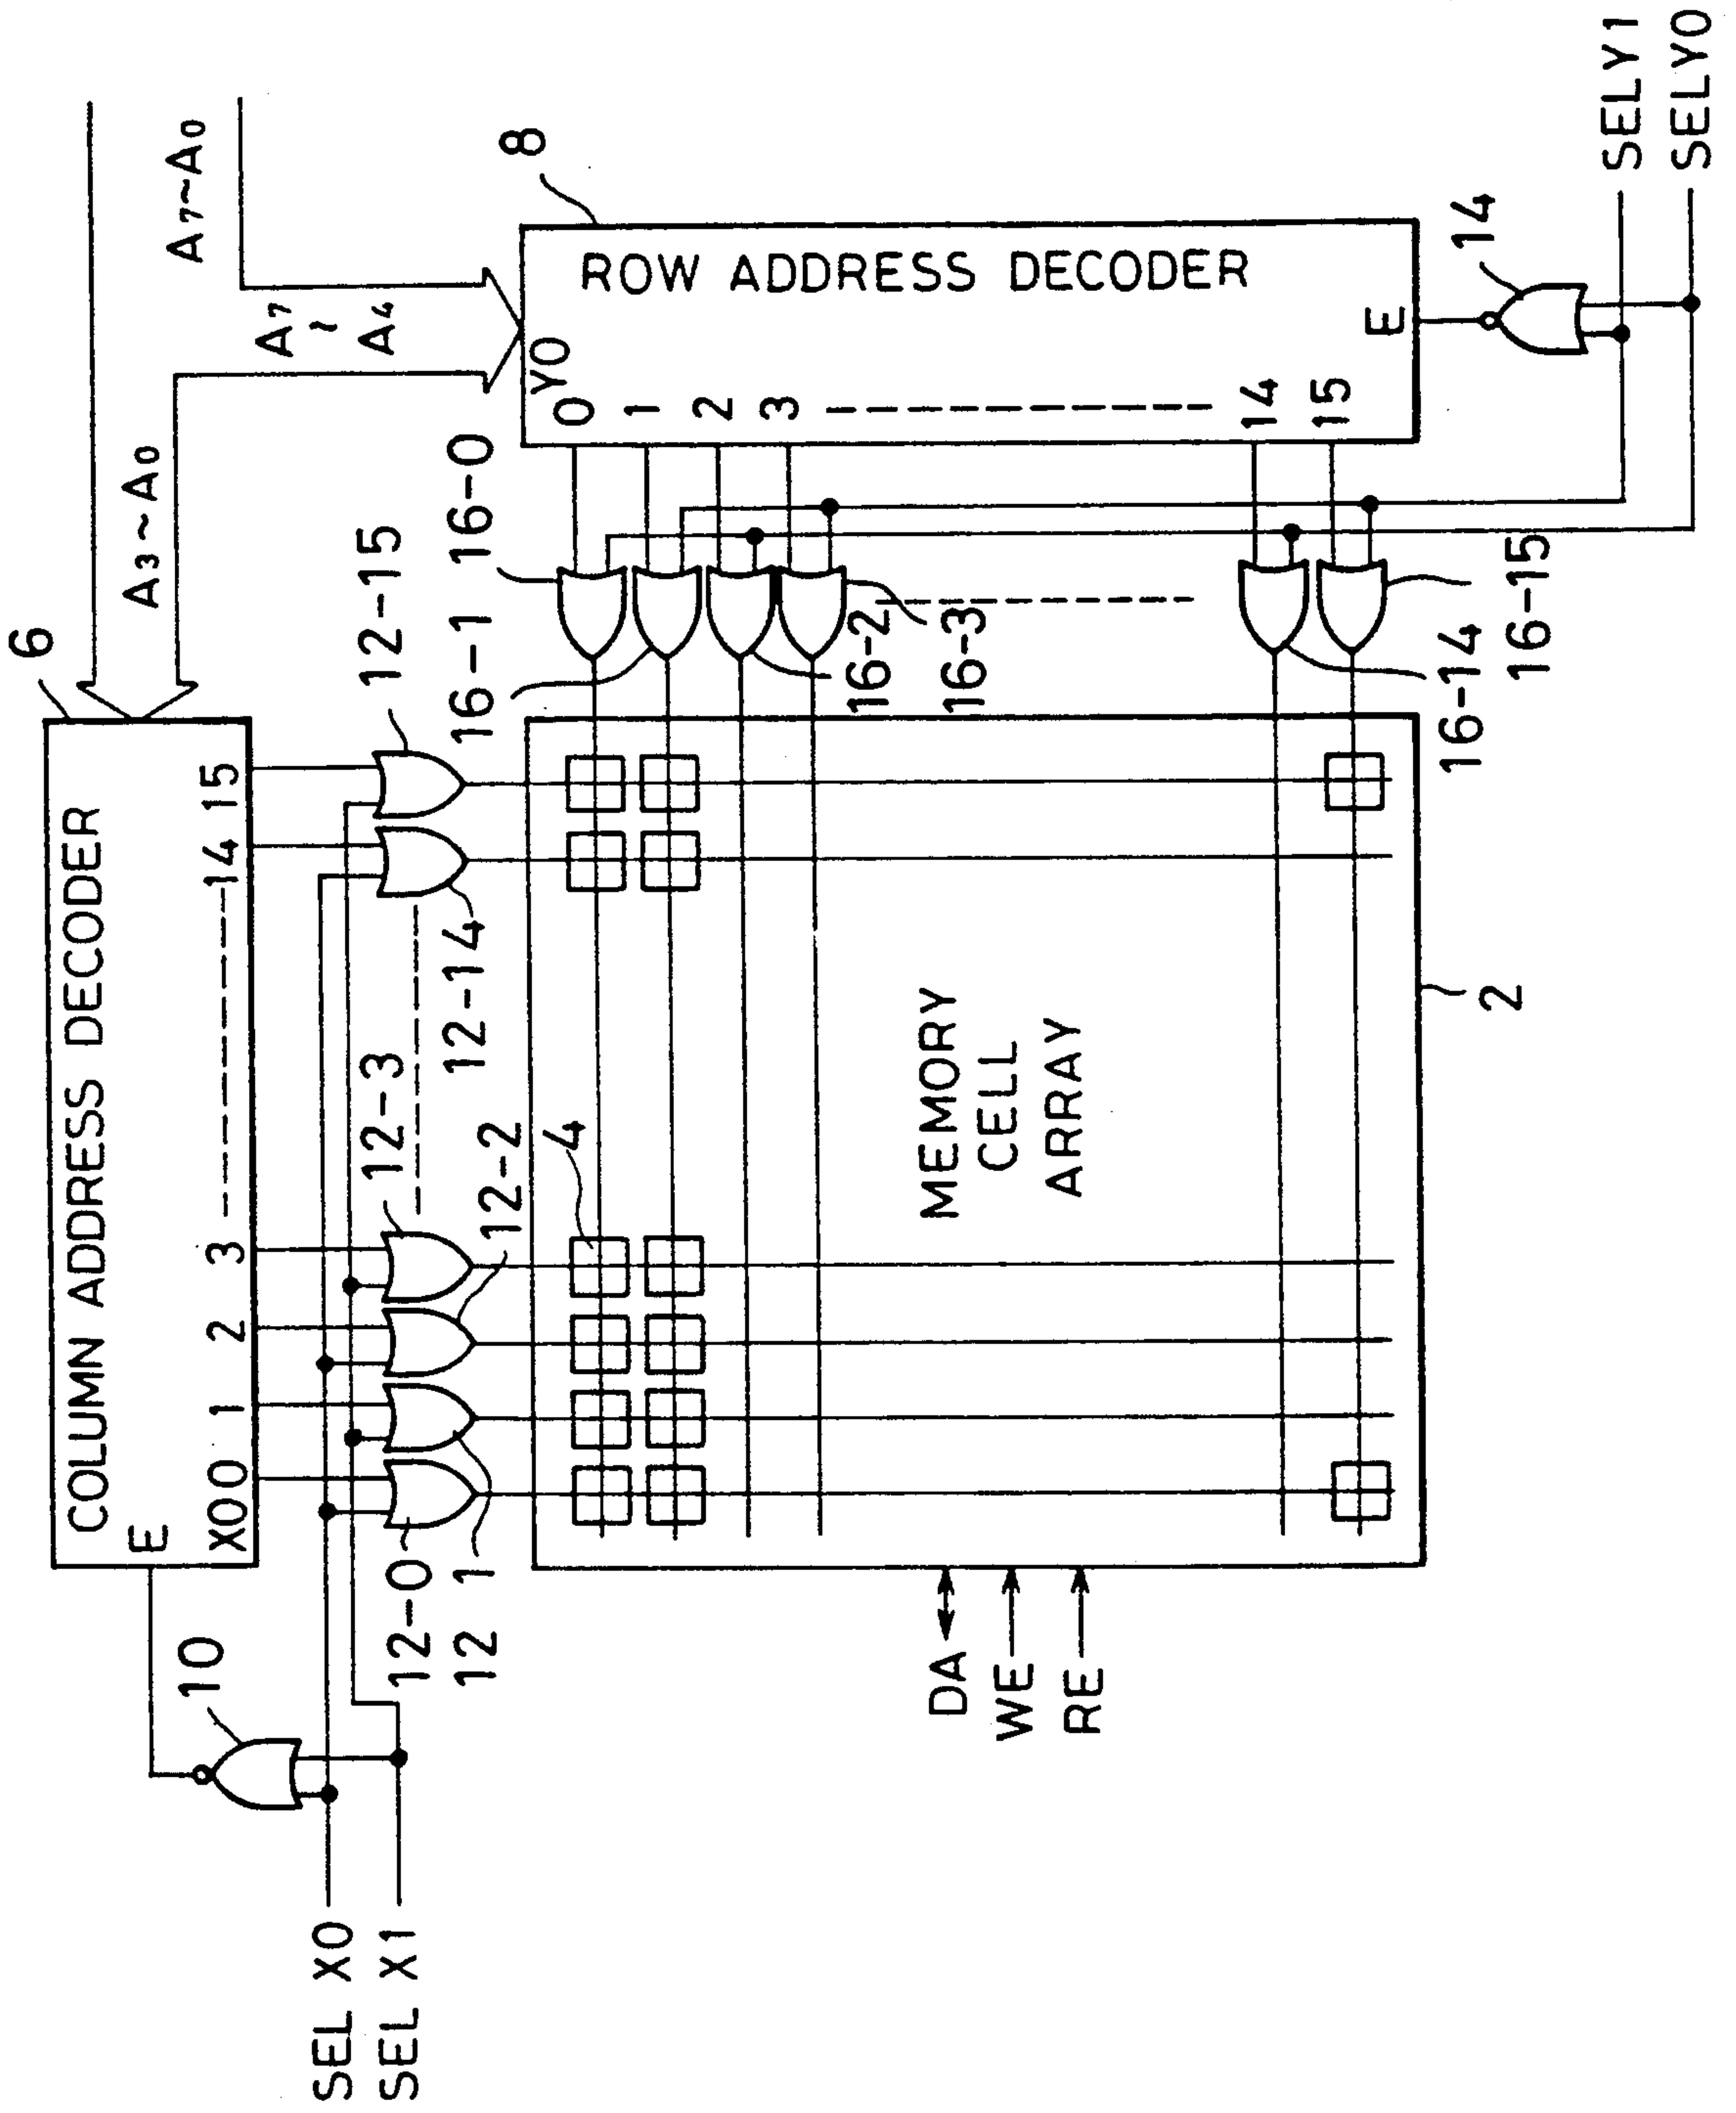 6
COLUMN ADDRESS DECODER
E
X00 1 2 3 14 15
A3~A0
A7~A0
A7
~
A4
8
ROW ADDRESS DECODER
Y0
0
1
2
3
14
15
E
14
SELY1
SELY0
10
SEL X0
SEL X1
12-0
12 1
12-2
12-3
12-14
12-15
16-0
16-1
16-2
16-3
16-14
16-15
4
MEMORY
CELL
ARRAY
2
DA
WE
RE